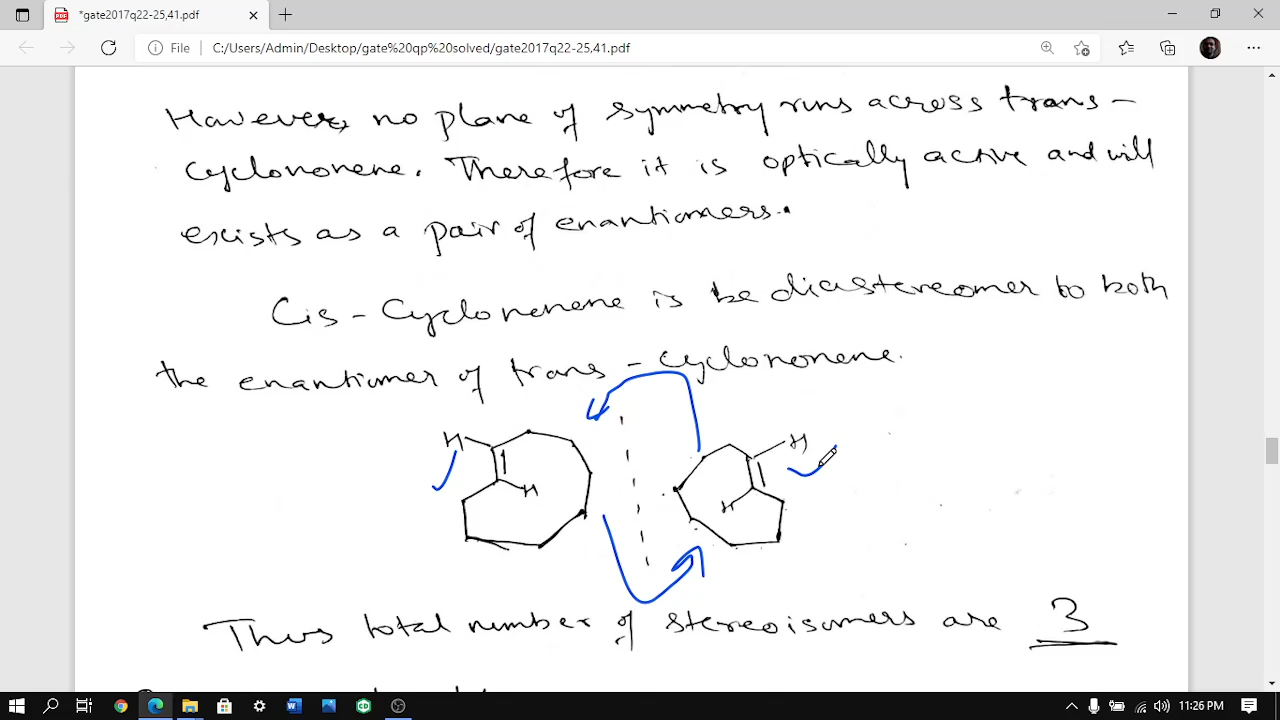 *gate2017q22-25,41.pdf
File C:/Users/Admin/Desktop/gate%20qp%20solved/gate2017q22-25,41.pdf
However, no plane of symmetry runs across trans-
cyclononene. Therefore it is optically active and will
exists as a pair of enantiomers.
Cis-Cyclonenene is be diastereomer to both
the enantiomer of trans-cyclononene.
H H
H H
Thus total number of stereoisomers are 3
11:26 PM